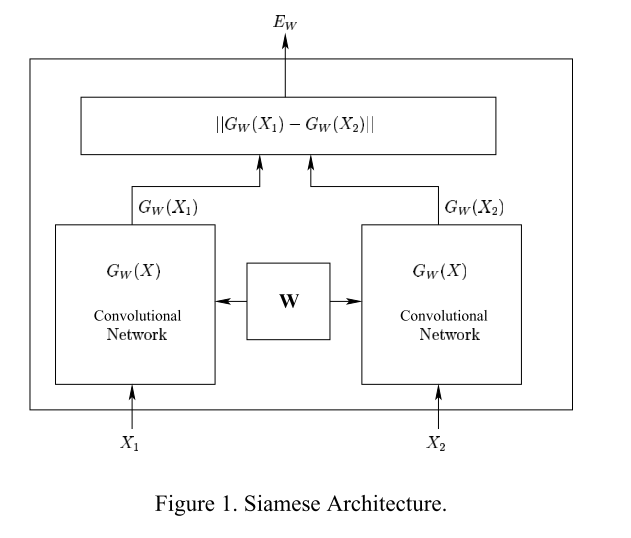 E_W
||G_W(X_1) − G_W(X_2)||
G_W(X_1)
G_W(X_2)
G_W(X)
Convolutional
Network
W
G_W(X)
Convolutional
Network
X_1
X_2
Figure 1. Siamese Architecture.